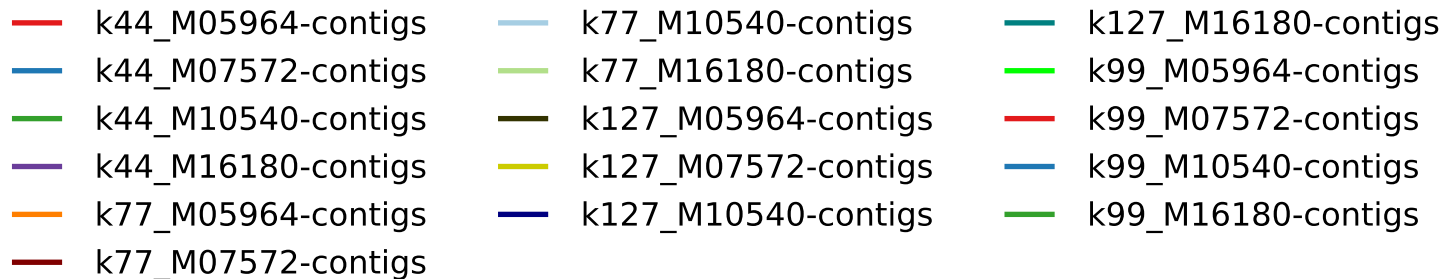 k44_M05964-contigs
k44_M07572-contigs
k44_M10540-contigs
k44_M16180-contigs
k77_M05964-contigs
k77_M07572-contigs
k77_M10540-contigs
k77_M16180-contigs
k127_M05964-contigs
k127_M07572-contigs
k127_M10540-contigs
k127_M16180-contigs
k99_M05964-contigs
k99_M07572-contigs
k99_M10540-contigs
k99_M16180-contigs